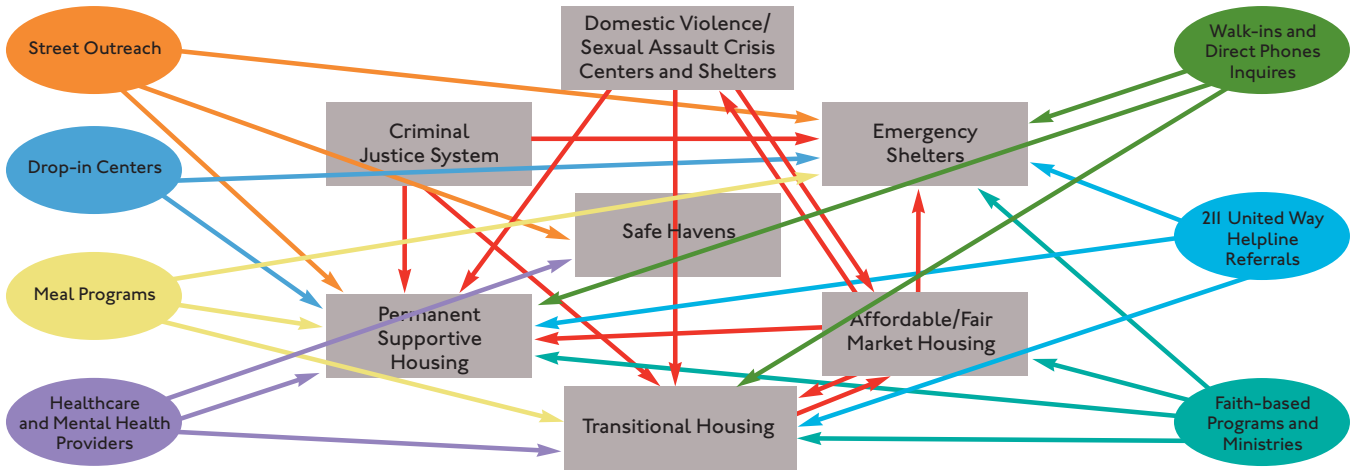 Street Outreach
Drop-in Centers
Meal Programs
Healthcare
and Mental Health
Providers
Domestic Violence/
Sexual Assault Crisis
Centers and Shelters
Criminal
Justice System
Safe Havens
Permanent
Supportive
Housing
Transitional Housing
Emergency
Shelters
Affordable/Fair
Market Housing
Walk-ins and
Direct Phones
Inquires
211 United Way
Helpline
Referrals
Faith-based
Programs and
Ministries